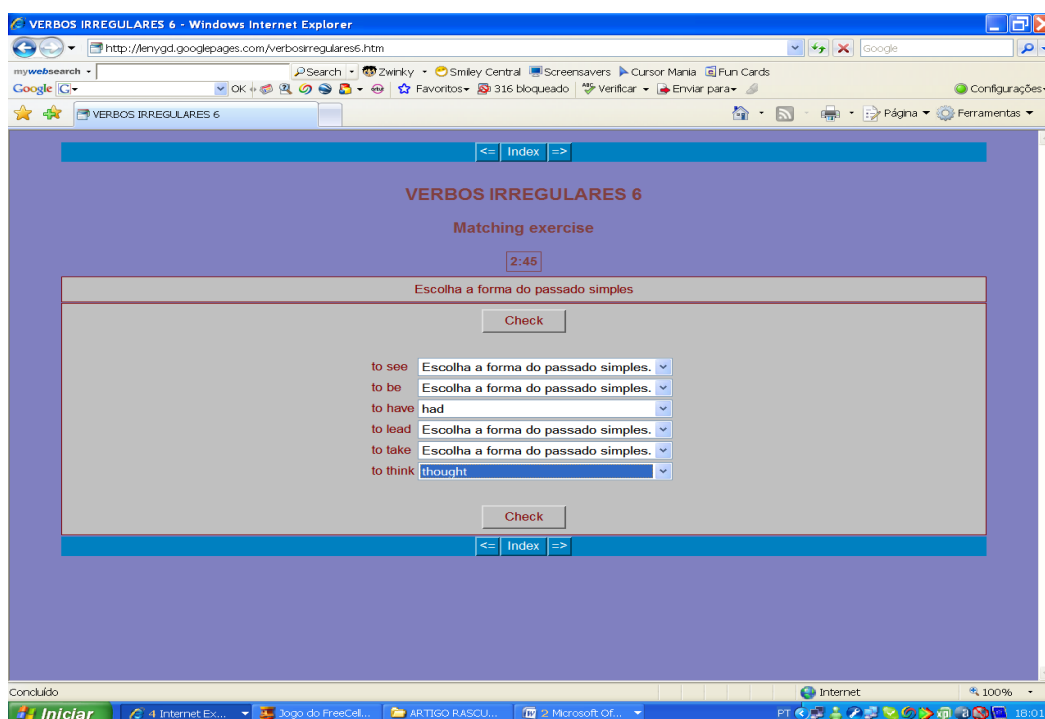 VERBOS IRREGULARES 6 - Windows Internet Explorer
http://lenygd.googlepages.com/verbosirregulares6.htm Google
mywebsearch Search Zwinky Smiley Central Screensavers Cursor Mania Fun Cards
Google G OK Favoritos 316 bloqueado Verificar Enviar para Configurações
VERBOS IRREGULARES 6 Página Ferramentas
<= Index =>
VERBOS IRREGULARES 6
Matching exercise
2:45
Escolha a forma do passado simples
Check
to see Escolha a forma do passado simples.
to be Escolha a forma do passado simples.
to have had
to lead Escolha a forma do passado simples.
to take Escolha a forma do passado simples.
to think thought
Check
<= Index =>
Concluído Internet 100%
Iniciar 4 Internet Ex... Jogo do FreeCell... ARTIGO RASCU... 2 Microsoft Of... PT 18:01